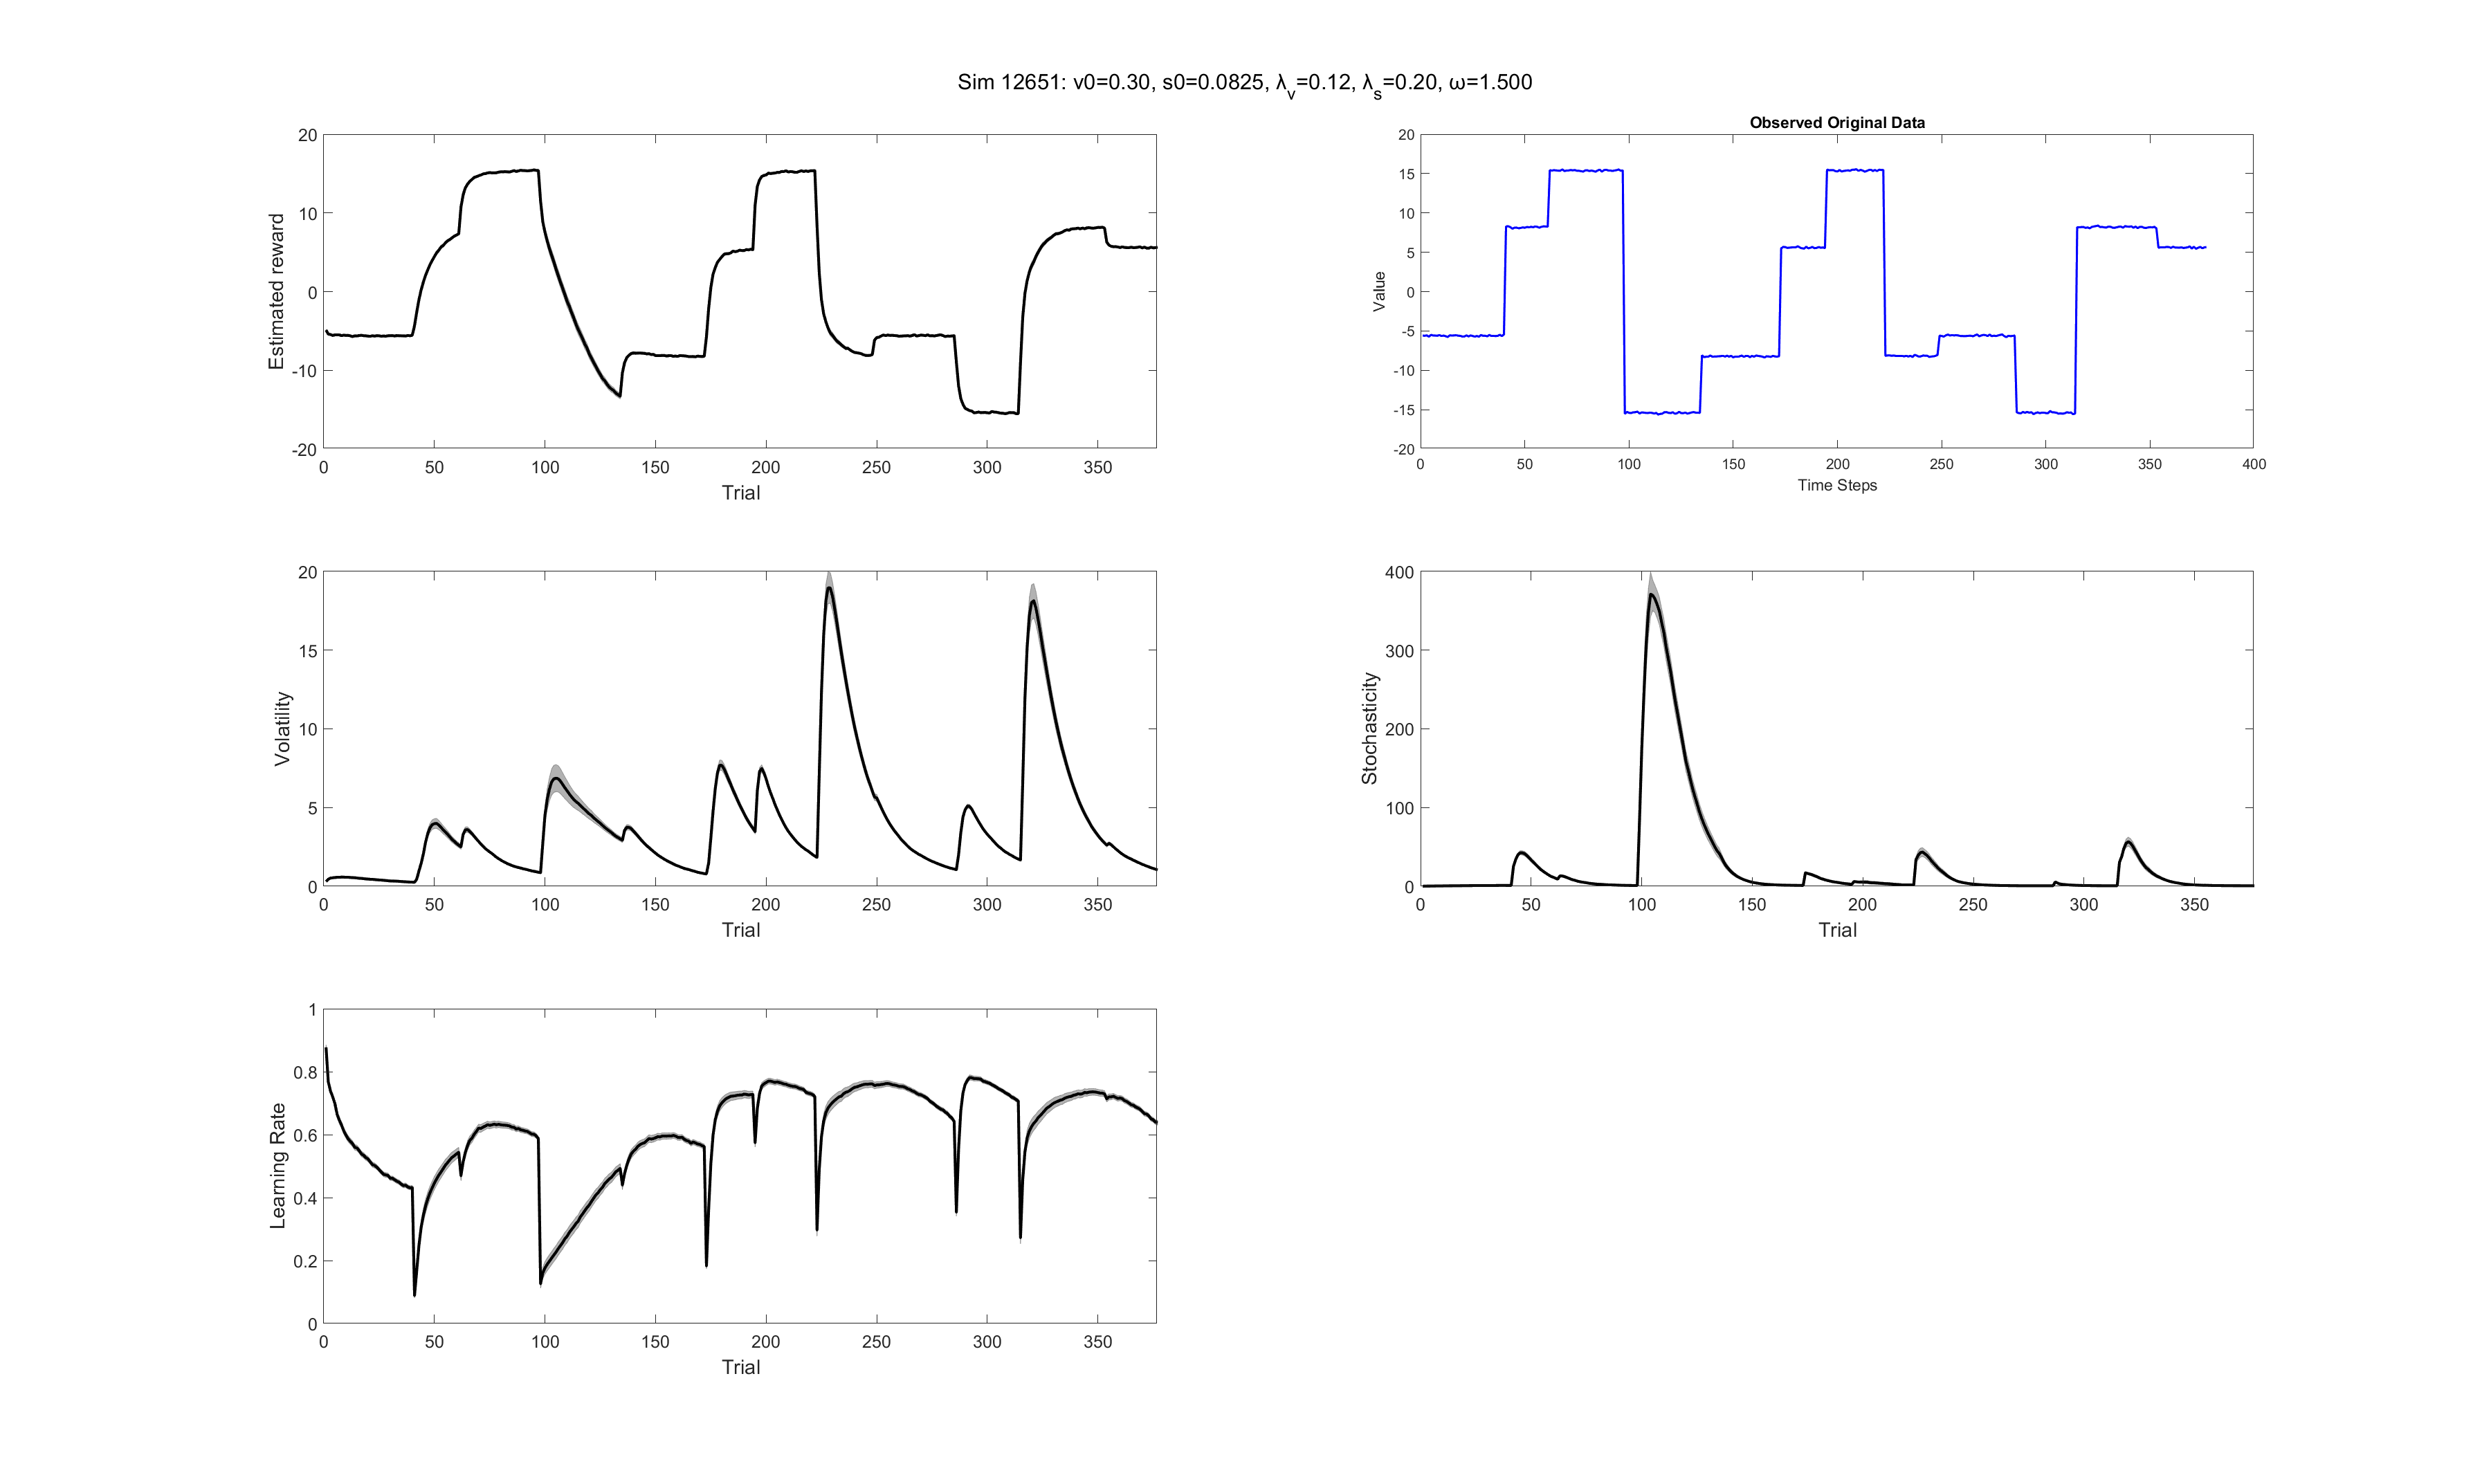 Sim 12651: v0=0.30, s0=0.0825, λv=0.12, λs=0.20, ω=1.500
20
10
0
-10
-20
Estimated reward
0 50 100 150 200 250 300 350
Trial
Observed Original Data
20
15
10
5
0
-5
-10
-15
-20
Value
0 50 100 150 200 250 300 350 400
Time Steps
20
15
10
5
0
Volatility
0 50 100 150 200 250 300 350
Trial
400
300
200
100
0
Stochasticity
0 50 100 150 200 250 300 350
Trial
1
0.8
0.6
0.4
0.2
0
Learning Rate
0 50 100 150 200 250 300 350
Trial